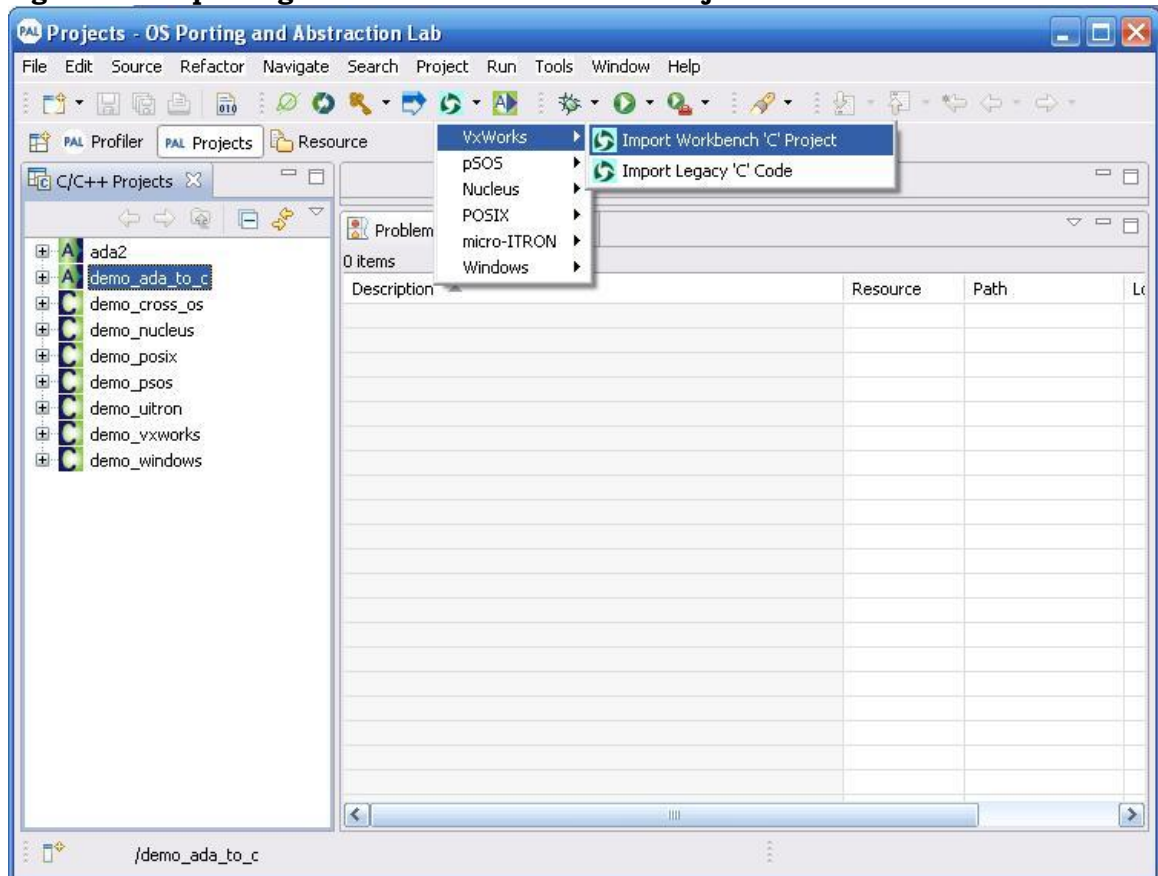 PAL Projects - OS Porting and Abstraction Lab
File Edit Source Refactor Navigate Search Project Run Tools Window Help
010
PAL Profiler PAL Projects Resource
VxWorks
Import Workbench 'C' Project
pSOS
Import Legacy 'C' Code
Nucleus
POSIX
micro-ITRON
Windows
C/C++ Projects
Problem
0 items
Description Resource Path
ada2
demo_ada_to_c
demo_cross_os
demo_nucleus
demo_posix
demo_psos
demo_uitron
demo_vxworks
demo_windows
/demo_ada_to_c